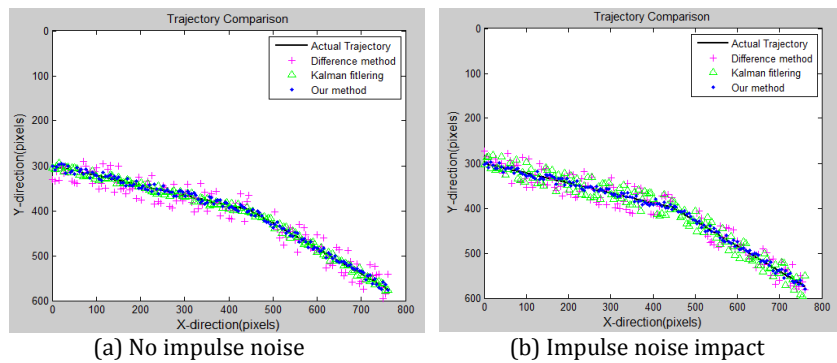 Trajectory Comparison
Actual Trajectory
Difference method
Kalman fitlering
Our method
Y-direction(pixels)
0
100
200
300
400
500
600
0 100 200 300 400 500 600 700 800
X-direction(pixels)
(a) No impulse noise
Trajectory Comparison
Actual Trajectory
Difference method
Kalman fitlering
Our method
Y-direction(pixels)
0
100
200
300
400
500
600
0 100 200 300 400 500 600 700 800
X-direction(pixels)
(b) Impulse noise impact